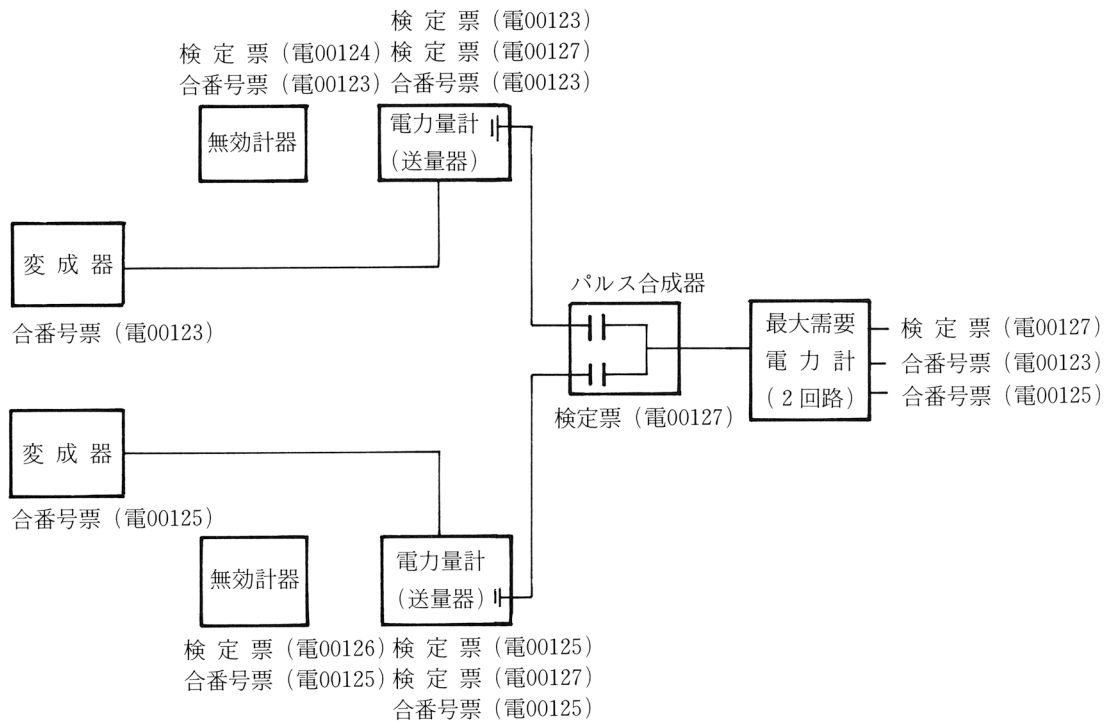 検定票（電00123）
検定票（電00124）検定票（電00127）
合番号票（電00123）合番号票（電00123）
無効計器
電力量計
（送量器）
変成器
合番号票（電00123）
パルス合成器
最大需要
電力計
（２回路）
検定票（電00127）
合番号票（電00123）
合番号票（電00125）
検定票（電00127）
変成器
合番号票（電00125）
無効計器
電力量計
（送量器）
検定票（電00126）検定票（電00125）
合番号票（電00125）検定票（電00127）
合番号票（電00125）